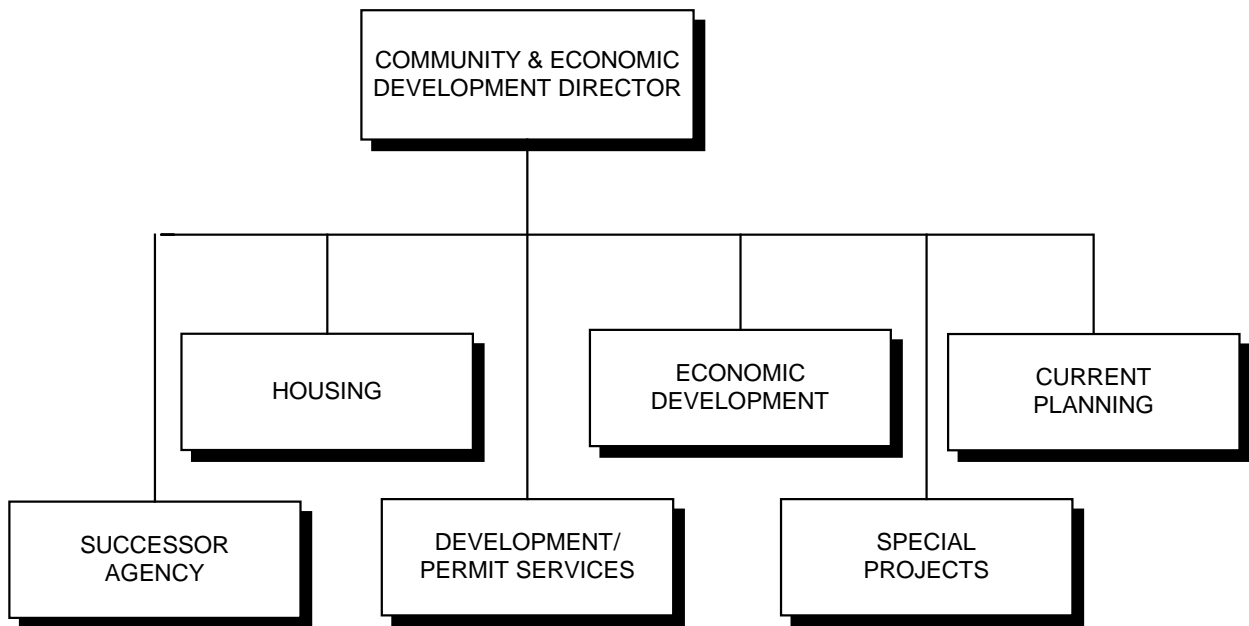 COMMUNITY & ECONOMIC
DEVELOPMENT DIRECTOR
HOUSING
ECONOMIC
DEVELOPMENT
CURRENT
PLANNING
SUCCESSOR
AGENCY
DEVELOPMENT/
PERMIT SERVICES
SPECIAL
PROJECTS